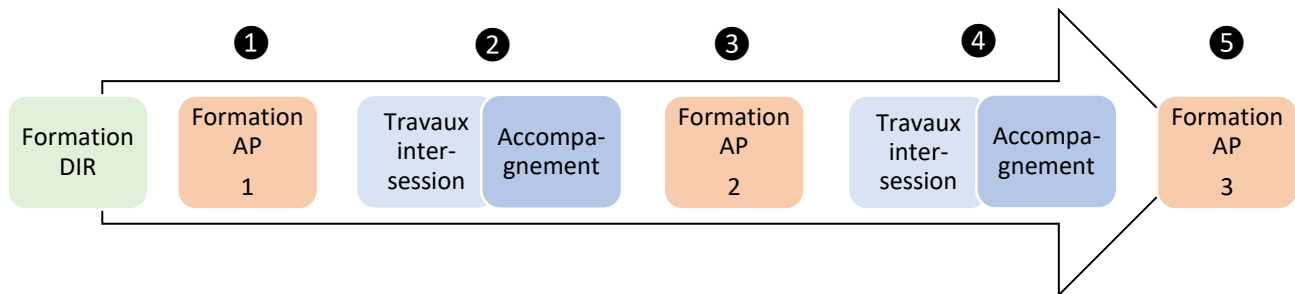 ❶
❷
❸
❹
❺
Formation
DIR
Formation
AP
1
Travaux
inter-
session
Accompa-
gnement
Formation
AP
2
Travaux
inter-
session
Accompa-
gnement
Formation
AP
3